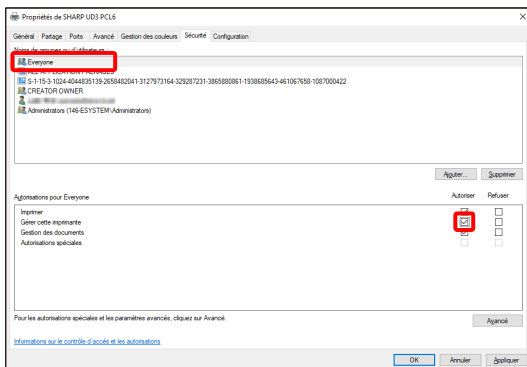 Propriétés de SHARP UD3 PCL6
Général Partage Ports Avancé Gestion des couleurs Sécurité Configuration
Noms de groupes ou d'utilisateurs :
Everyone
ALL APPLICATION PACKAGES
S-1-15-3-1024-4044835139-2658482041-3127973164-329287231-3865880861-1938685643-461067658-1087000422
CREATOR OWNER
Administrators (146-ESYSTEM\Administrators)
Ajouter... Supprimer
Autorisations pour Everyone Autoriser Refuser
Imprimer
Gérer cette imprimante
Gestion des documents
Autorisations spéciales
Pour les autorisations spéciales et les paramètres avancés, cliquez sur Avancé.
Avancé
Informations sur le contrôle d'accès et les autorisations
OK Annuler Appliquer